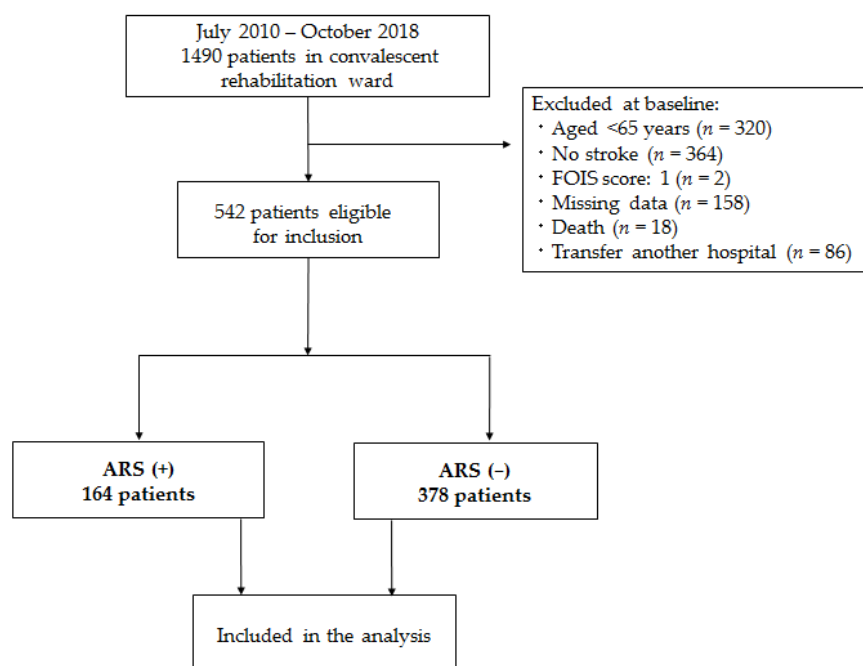 July 2010 – October 2018
1490 patients in convalescent
rehabilitation ward
Excluded at baseline:
・Aged <65 years (n = 320)
・No stroke (n = 364)
・FOIS score: 1 (n = 2)
・Missing data (n = 158)
・Death (n = 18)
・Transfer another hospital (n = 86)
542 patients eligible
for inclusion
ARS (+)
164 patients
ARS (–)
378 patients
Included in the analysis